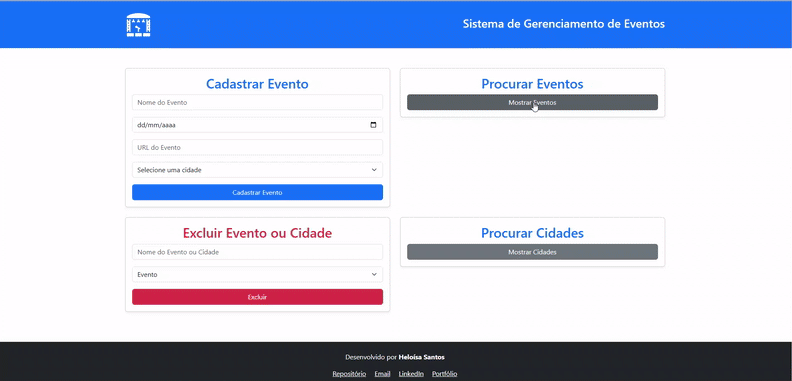 Sistema de Gerenciamento de Eventos
Cadastrar Evento
Nome do Evento
dd/mm/aaaa
URL do Evento
Selecione uma cidade
Cadastrar Evento
Procurar Eventos
Mostrar Eventos
Excluir Evento ou Cidade
Nome do Evento ou Cidade
Evento
Excluir
Procurar Cidades
Mostrar Cidades
Desenvolvido por Heloísa Santos
Repositório Email LinkedIn Portfólio